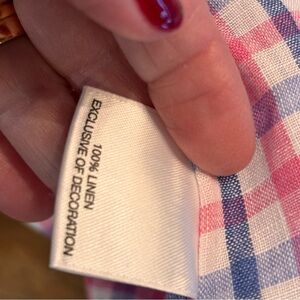 100% LINEN
EXCLUSIVE OF DECORATION